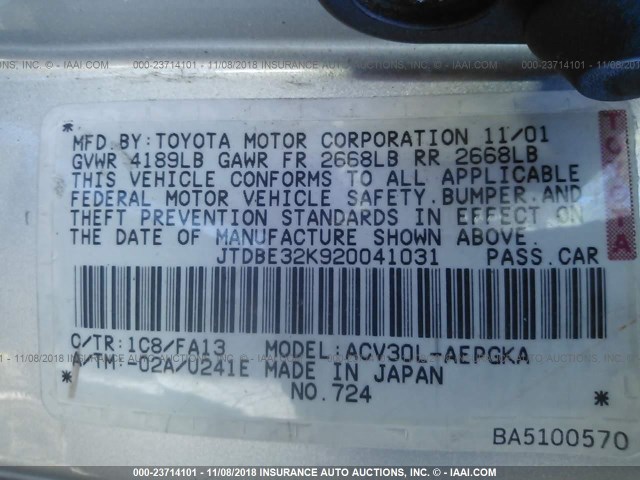 000-23714101 - 11/08/2018 - INSURANCE AUTO AUCTIONS, INC. - © - IAAI.COM
MFD.BY:TOYOTA MOTOR CORPORATION 11/01
GVWR 4189LB GAWR FR 2668LB RR 2668LB
THIS VEHICLE CONFORMS TO ALL APPLICABLE
FEDERAL MOTOR VEHICLE SAFETY.BUMPER.AND
THEFT PREVENTION STANDARDS IN EFFECT ON
THE DATE OF MANUFACTURE SHOWN ABOVE.
JTDBE32K920041031 PASS.CAR
C/TR:1C8/FA13 MODEL:ACV30L-AEPGKA
A/TM:-02A/U241E MADE IN JAPAN
NO.724
BA5100570
000-23714101 - 11/08/2018 - INSURANCE AUTO AUCTIONS, INC. - © - IAAI.COM